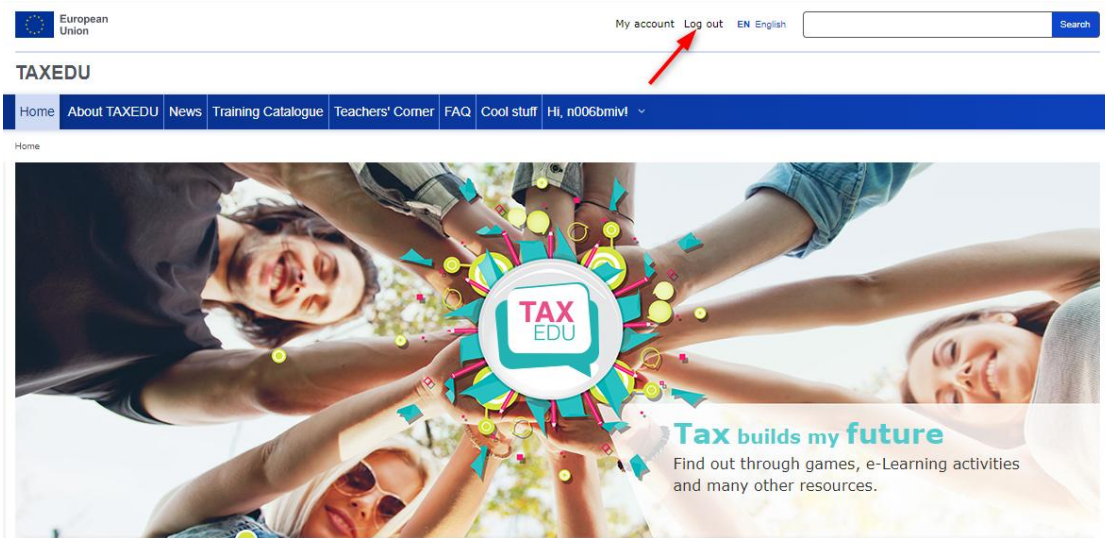 European
Union
My account Log out EN English
Search
TAXEDU
Home About TAXEDU News Training Catalogue Teachers' Corner FAQ Cool stuff Hi, n006bmiv!
Home
TAX
EDU
Tax builds my future
Find out through games, e-Learning activities
and many other resources.